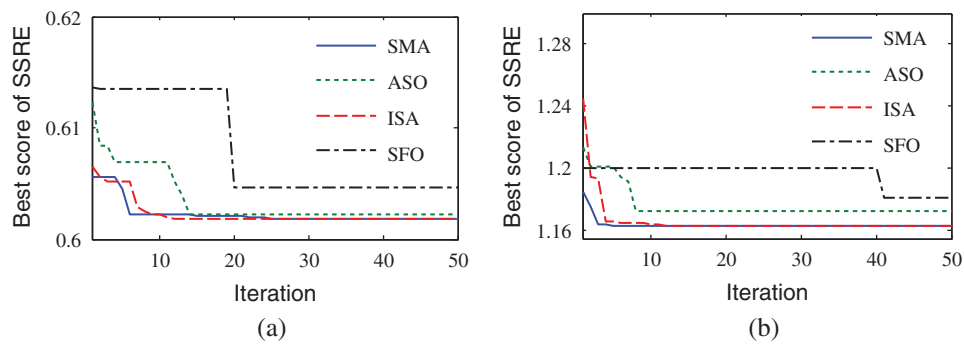 Best score of SSRE
0.62
0.61
0.6
SMA
ASO
ISA
SFO
10 20 30 40 50
Iteration
(a)
Best score of SSRE
1.28
1.24
1.2
1.16
SMA
ASO
ISA
SFO
10 20 30 40 50
Iteration
(b)